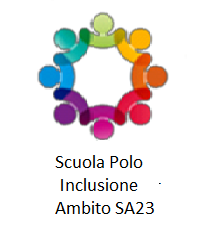 Scuola Polo
Inclusione
Ambito SA23